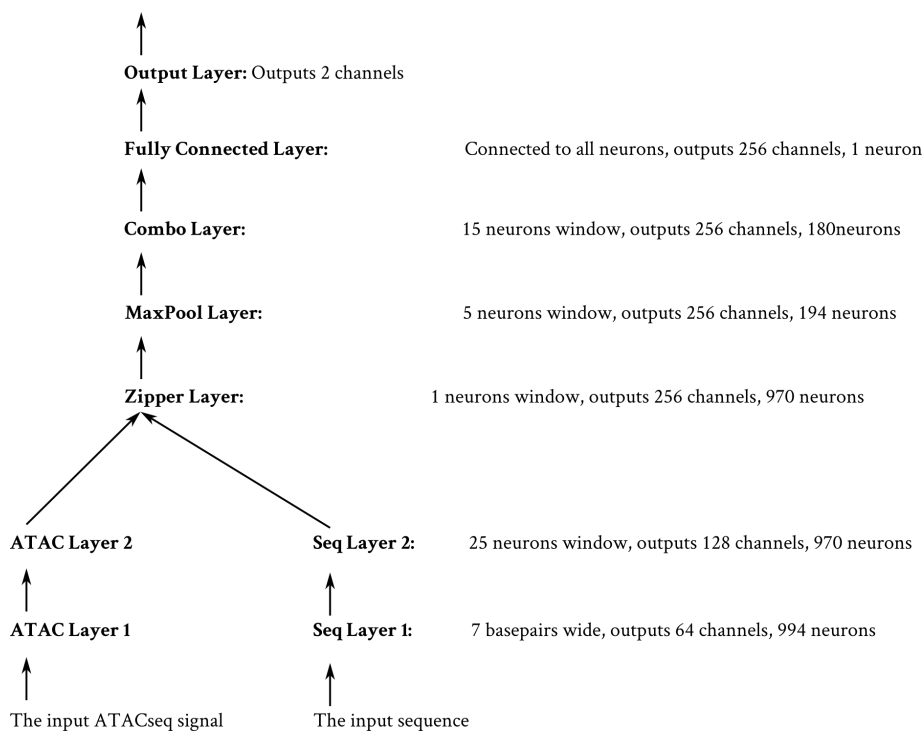 Output Layer: Outputs 2 channels
Fully Connected Layer: Connected to all neurons, outputs 256 channels, 1 neuron
Combo Layer: 15 neurons window, outputs 256 channels, 180neurons
MaxPool Layer: 5 neurons window, outputs 256 channels, 194 neurons
Zipper Layer: 1 neurons window, outputs 256 channels, 970 neurons
ATAC Layer 2 Seq Layer 2: 25 neurons window, outputs 128 channels, 970 neurons
ATAC Layer 1 Seq Layer 1: 7 basepairs wide, outputs 64 channels, 994 neurons
The input ATACseq signal The input sequence